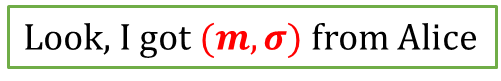 Look, I got (m, σ) from Alice